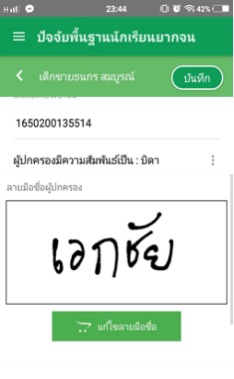 H.ııll 23:44 42%
ปัจจัยพื้นฐานนักเรียนยากจน
เด็กชายธนกร สมบูรณ์ บันทึก
1650200135514
ผู้ปกครองมีความสัมพันธ์เป็น : บิดา
ลายมือชื่อผู้ปกครอง
เอกชัย
แก้ไขลายมือชื่อ